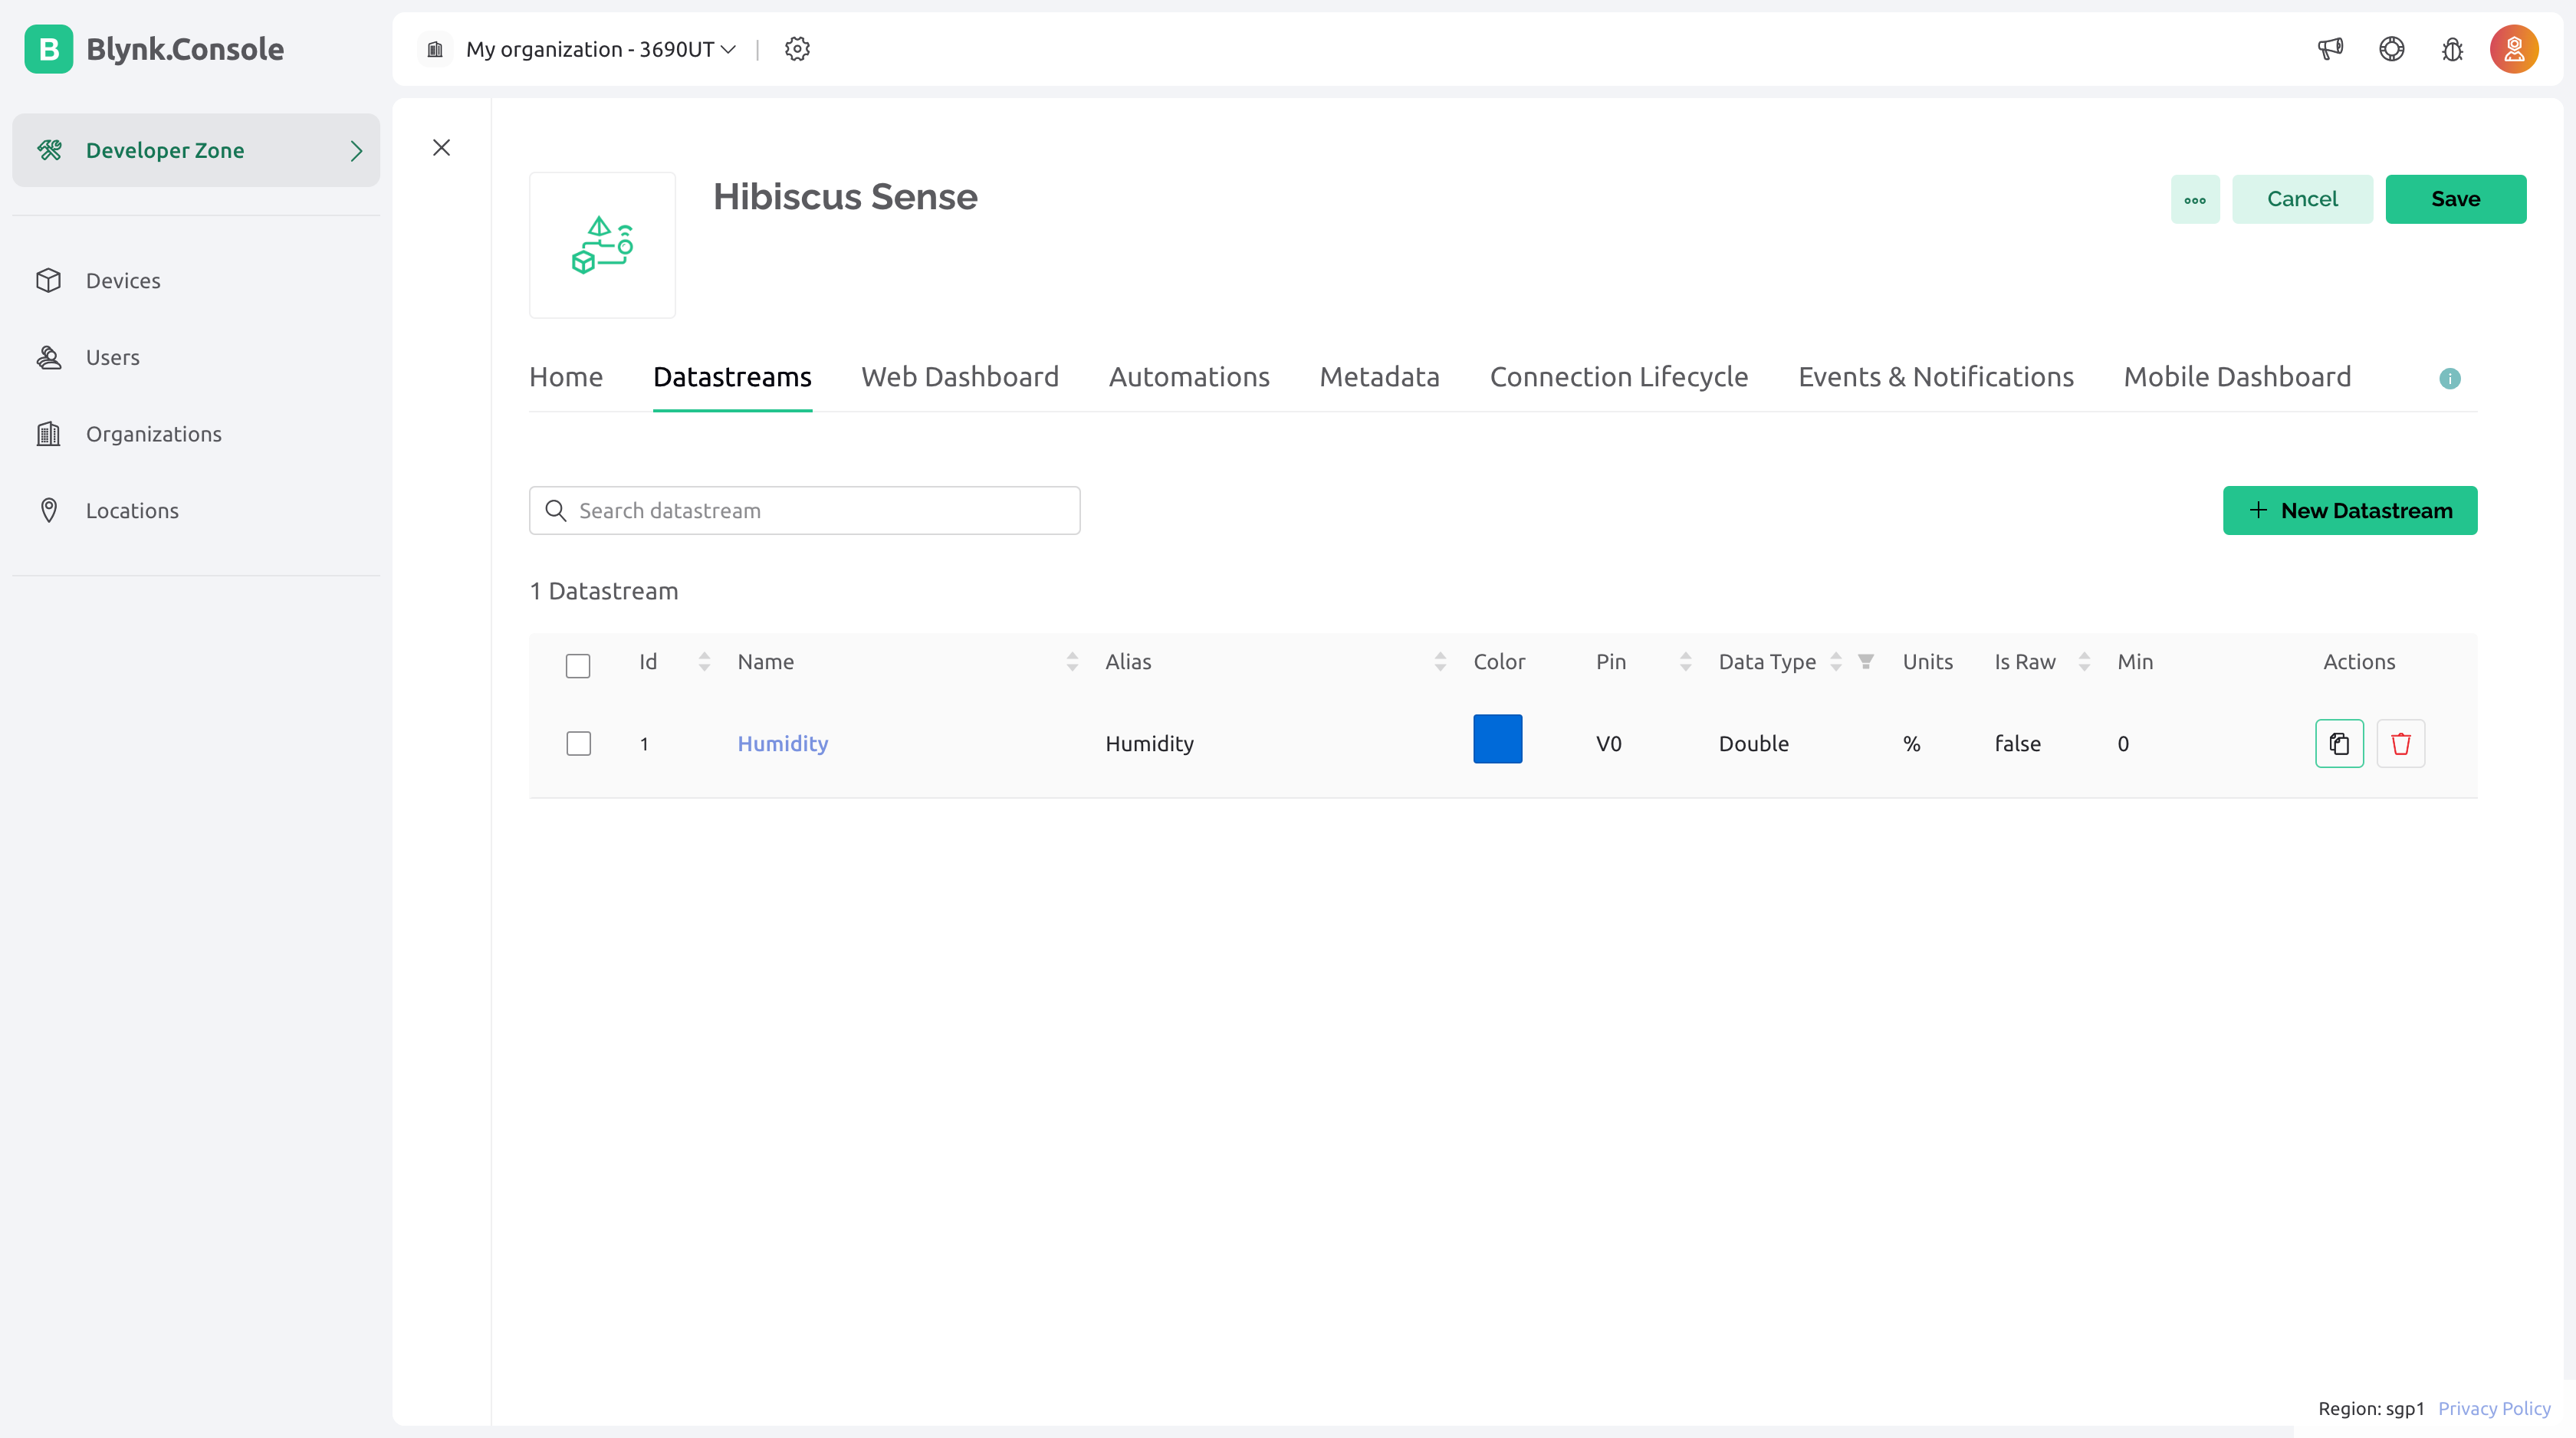 B Blynk.Console
My organization - 3690UT
Developer Zone
Devices
Users
Organizations
Locations
Hibiscus Sense
Cancel
Save
Home Datastreams Web Dashboard Automations Metadata Connection Lifecycle Events & Notifications Mobile Dashboard
Search datastream
+ New Datastream
1 Datastream
Id Name Alias Color Pin Data Type Units Is Raw Min Actions
1 Humidity Humidity V0 Double % false 0
Region: sgp1 Privacy Policy